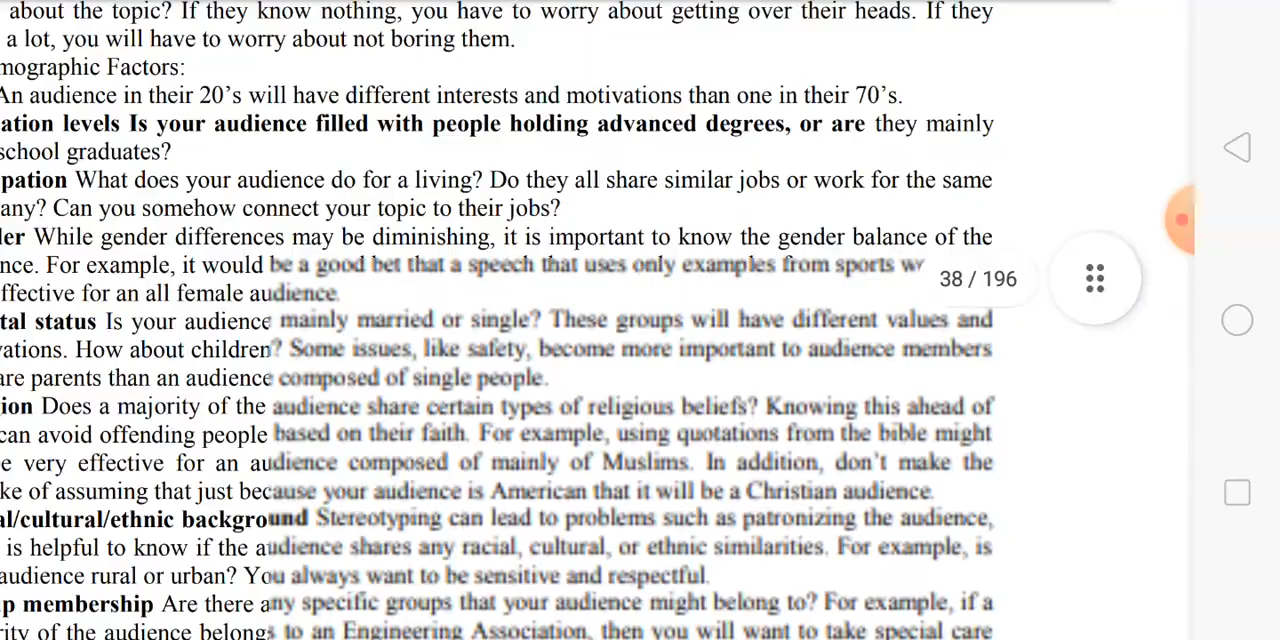 about the topic? If they know nothing, you have to worry about getting over their heads. If they
a lot, you will have to worry about not boring them.
mographic Factors:
An audience in their 20's will have different interests and motivations than one in their 70's.
ation levels Is your audience filled with people holding advanced degrees, or are they mainly
school graduates?
pation What does your audience do for a living? Do they all share similar jobs or work for the same
any? Can you somehow connect your topic to their jobs?
er While gender differences may be diminishing, it is important to know the gender balance of the
nce. For example, it would be a good bet that a speech that uses only examples from sports
ffective for an all female audience.
38 / 196
tal status Is your audience mainly married or single? These groups will have different values and
vations. How about children? Some issues, like safety, become more important to audience members
are parents than an audience composed of single people.
ion Does a majority of the audience share certain types of religious beliefs? Knowing this ahead of
can avoid offending people based on their faith. For example, using quotations from the bible might
e very effective for an audience composed of mainly of Muslims. In addition, don't make the
ke of assuming that just because your audience is American that it will be a Christian audience.
al/cultural/ethnic background Stereotyping can lead to problems such as patronizing the audience,
is helpful to know if the audience shares any racial, cultural, or ethnic similarities. For example, is
audience rural or urban? You always want to be sensitive and respectful.
p membership Are there any specific groups that your audience might belong to? For example, if a
rity of the audience belongs to an Engineering Association, then you will want to take special care